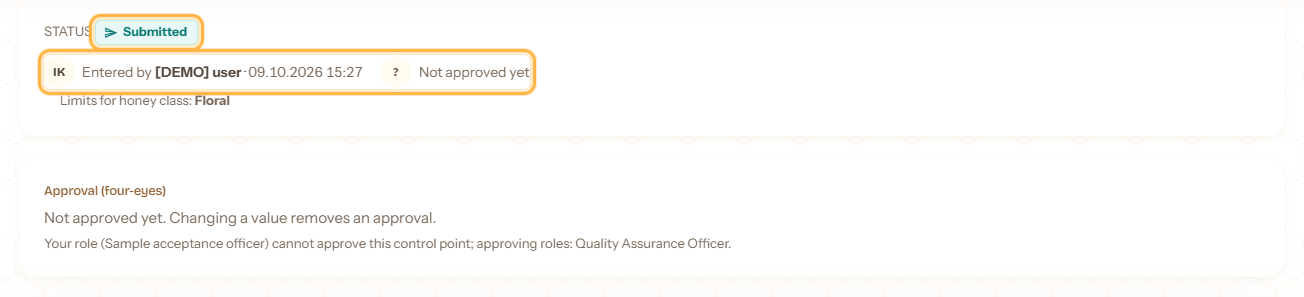 STATUS Submitted
IK Entered by [DEMO] user · 09.10.2026 15:27 ? Not approved yet
Limits for honey class: Floral
Approval (four-eyes)
Not approved yet. Changing a value removes an approval.
Your role (Sample acceptance officer) cannot approve this control point; approving roles: Quality Assurance Officer.